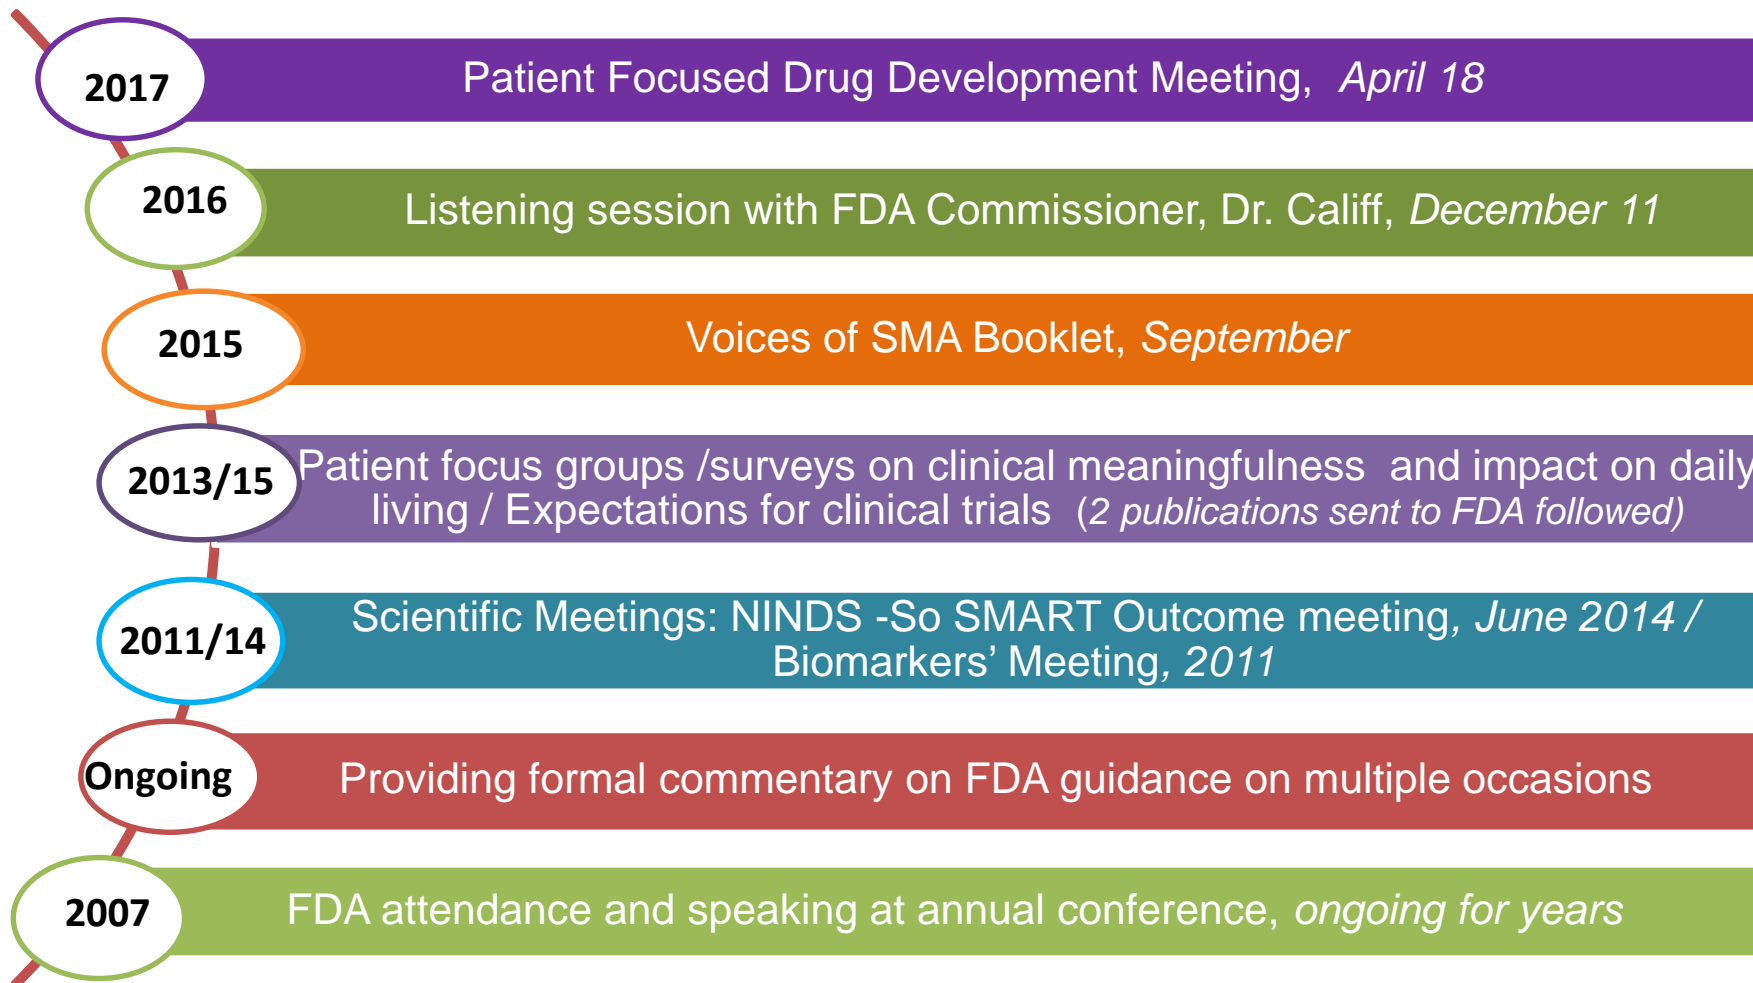 2017
Patient Focused Drug Development Meeting, April 18
2016
Listening session with FDA Commissioner, Dr. Califf, December 11
2015
Voices of SMA Booklet, September
2013/15
Patient focus groups /surveys on clinical meaningfulness and impact on daily
living / Expectations for clinical trials (2 publications sent to FDA followed)
2011/14
Scientific Meetings: NINDS -So SMART Outcome meeting, June 2014 /
Biomarkers’ Meeting, 2011
Ongoing
Providing formal commentary on FDA guidance on multiple occasions
2007
FDA attendance and speaking at annual conference, ongoing for years